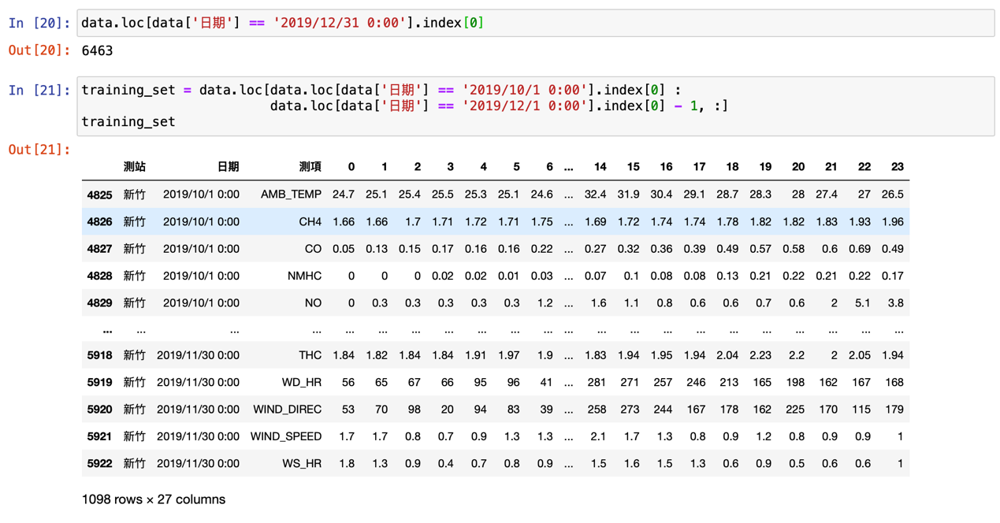 In [20]: data.loc[data['日期'] == '2019/12/31 0:00'].index[0]
Out[20]: 6463
In [21]: training_set = data.loc[data.loc[data['日期'] == '2019/10/1 0:00'].index[0] :
data.loc[data['日期'] == '2019/12/1 0:00'].index[0] - 1, :]
training_set
Out[21]:
測站 日期 測項 0 1 2 3 4 5 6 ... 14 15 16 17 18 19 20 21 22 23
4825 新竹 2019/10/1 0:00 AMB_TEMP 24.7 25.1 25.4 25.5 25.3 25.1 24.6 ... 32.4 31.9 30.4 29.1 28.7 28.3 28 27.4 27 26.5
4826 新竹 2019/10/1 0:00 CH4 1.66 1.66 1.7 1.71 1.72 1.71 1.75 ... 1.69 1.72 1.74 1.74 1.78 1.82 1.82 1.83 1.93 1.96
4827 新竹 2019/10/1 0:00 CO 0.05 0.13 0.15 0.17 0.16 0.16 0.22 ... 0.27 0.32 0.36 0.39 0.49 0.57 0.58 0.6 0.69 0.49
4828 新竹 2019/10/1 0:00 NMHC 0 0 0 0.02 0.02 0.01 0.03 ... 0.07 0.1 0.08 0.08 0.13 0.21 0.22 0.21 0.22 0.17
4829 新竹 2019/10/1 0:00 NO 0 0.3 0.3 0.3 0.3 0.3 1.2 ... 1.6 1.1 0.8 0.6 0.6 0.7 0.6 2 5.1 3.8
... ... ... ... ... ... ... ... ... ... ... ... ... ... ... ... ... ... ... ... ... ...
5918 新竹 2019/11/30 0:00 THC 1.84 1.82 1.84 1.84 1.91 1.97 1.9 ... 1.83 1.94 1.95 1.94 2.04 2.23 2.2 2 2.05 1.94
5919 新竹 2019/11/30 0:00 WD_HR 56 65 67 66 95 96 41 ... 281 271 257 246 213 165 198 162 167 168
5920 新竹 2019/11/30 0:00 WIND_DIREC 53 70 98 20 94 83 39 ... 258 273 244 167 178 162 225 170 115 179
5921 新竹 2019/11/30 0:00 WIND_SPEED 1.7 1.7 0.8 0.7 0.9 1.3 1.3 ... 2.1 1.7 1.3 0.8 0.9 1.2 0.8 0.9 0.9 1
5922 新竹 2019/11/30 0:00 WS_HR 1.8 1.3 0.9 0.4 0.7 0.8 0.9 ... 1.5 1.6 1.5 1.3 0.6 0.9 0.5 0.6 0.6 1
1098 rows × 27 columns